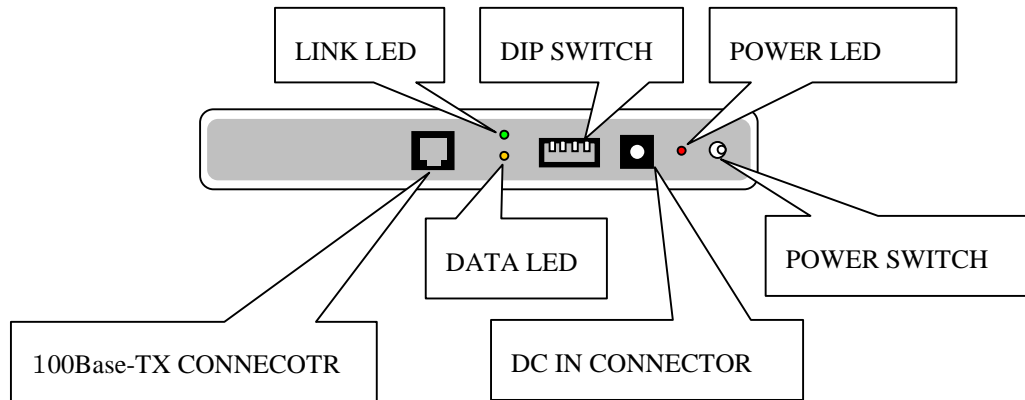 LINK LED
DIP SWITCH
POWER LED
DATA LED
POWER SWITCH
100Base-TX CONNECOTR
DC IN CONNECTOR